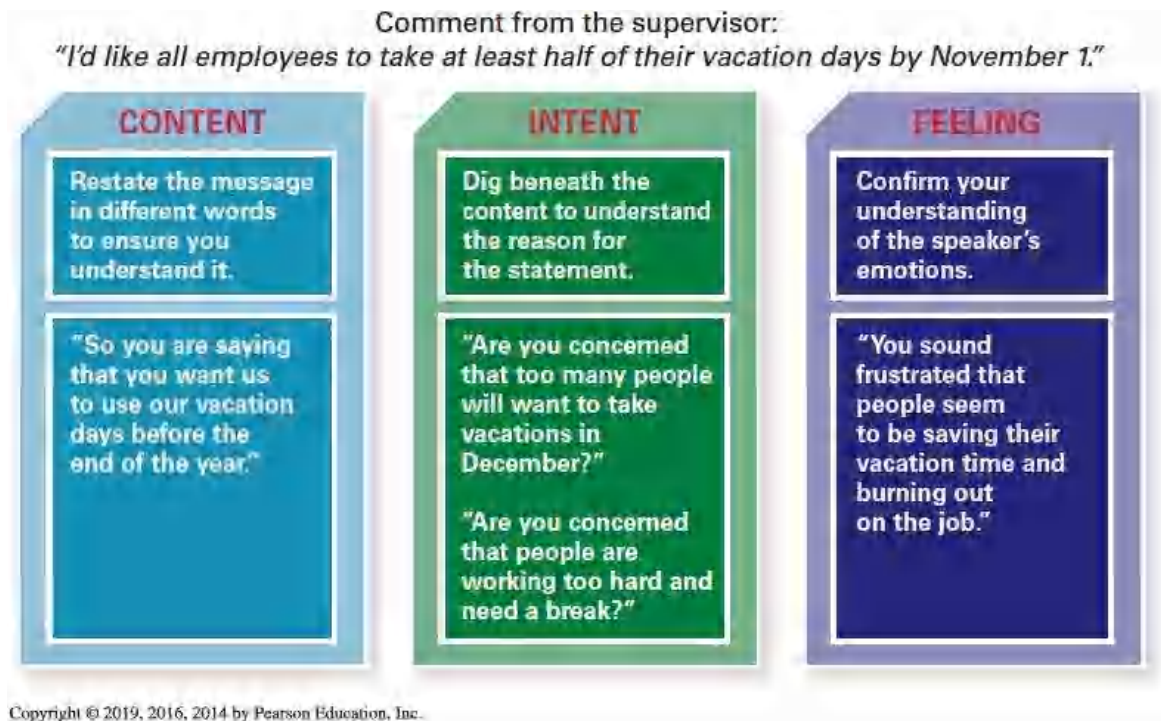 Comment from the supervisor:
"I'd like all employees to take at least half of their vacation days by November 1."
CONTENT
Restate the message
in different words
to ensure you
understand it.
"So you are saying
that you want us
to use our vacation
days before the
end of the year."
INTENT
Dig beneath the
content to understand
the reason for
the statement.
"Are you concerned
that too many people
will want to take
vacations in
December?"
"Are you concerned
that people are
working too hard and
need a break?"
FEELING
Confirm your
understanding
of the speaker's
emotions.
"You sound
frustrated that
people seem
to be saving their
vacation time and
burning out
on the job."
Copyright © 2019, 2016, 2014 by Pearson Education, Inc.